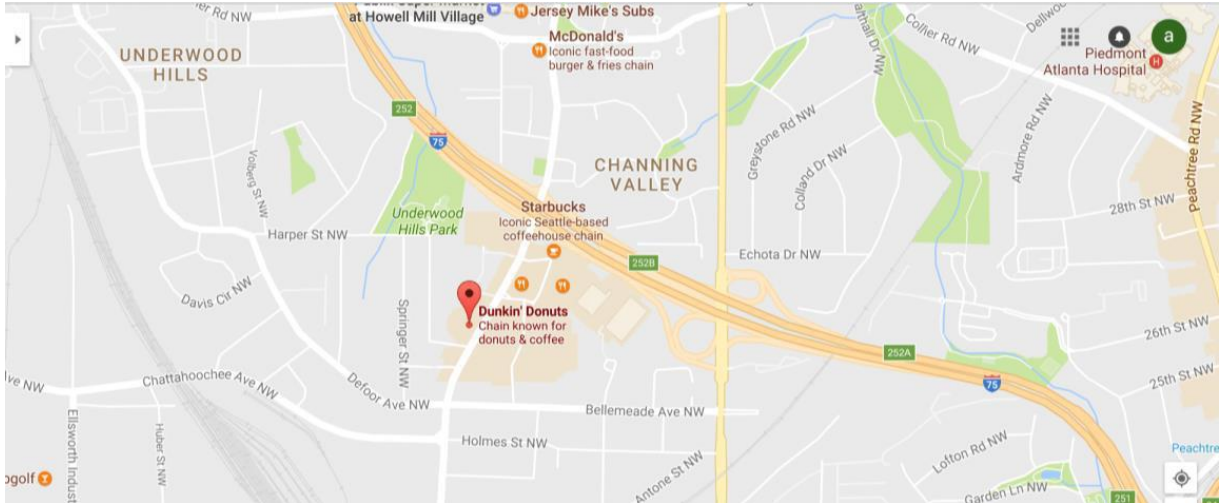 at Howell Mill Village
Jersey Mike's Subs
McDonald's
Iconic fast-food
burger & fries chain
UNDERWOOD
HILLS
Collier Rd NW
a
Piedmont
Atlanta Hospital
H
Peachtree Rd NW
252
75
Volberg St NW
CHANNING
VALLEY
Greystone Rd NW
Colland Dr NW
Ardmore Rd NW
28th St NW
Underwood
Hills Park
Harper St NW
Starbucks
Iconic Seattle-based
coffeehouse chain
252B
Echota Dr NW
Davis Cir NW
Springer St NW
Dunkin' Donuts
Chain known for
donuts & coffee
26th St NW
252A
75
25th St NW
Ave NW
Chattahoochee Ave NW
Defoor Ave NW
Bellemeade Ave NW
Ellsworth Indust
Huber St NW
Holmes St NW
Antone St NW
Lofton Rd NW
Peachtre
ogolf
Garden Ln NW
251